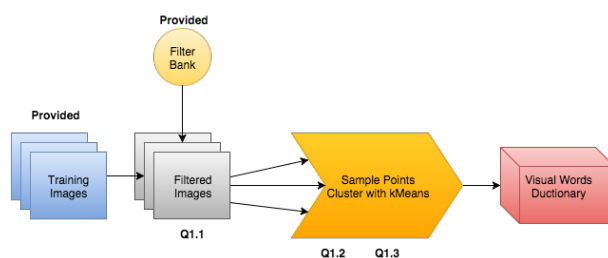 Provided
Filter
Bank
Provided
Training
Images
Filtered
Images
Sample Points
Cluster with kMeans
Visual Words
Ductionary
Q1.1
Q1.2
Q1.3